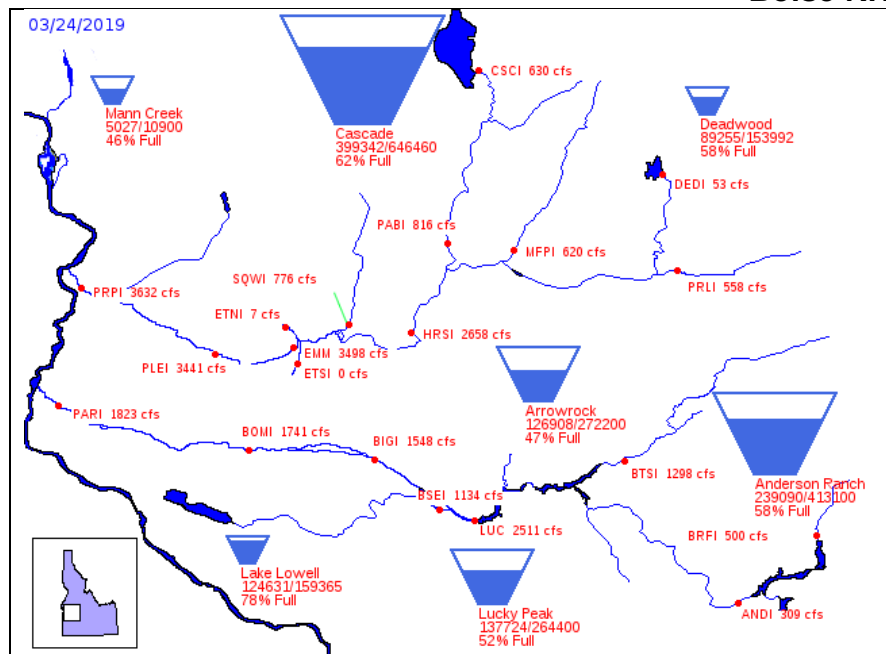 03/24/2019
CSCI 630 cfs
Mann Creek
5027/10900
46% Full
Cascade
399342/646460
62% Full
Deadwood
89255/153992
58% Full
DEDI 53 cfs
PABI 816 cfs
MFPI 620 cfs
SQWI 776 cfs
PRPI 3632 cfs
PRLI 558 cfs
ETNI 7 cfs
HRSI 2658 cfs
EMM 3498 cfs
PLEI 3441 cfs
ETSI 0 cfs
Arrowrock
126908/272200
47% Full
PARI 1823 cfs
BOMI 1741 cfs
BIGI 1548 cfs
BTSI 1298 cfs
Anderson Ranch
239090/413100
58% Full
BSEI 1134 cfs
LUC 2511 cfs
BRFI 500 cfs
Lake Lowell
124631/159365
78% Full
Lucky Peak
137724/264400
52% Full
ANDI 309 cfs